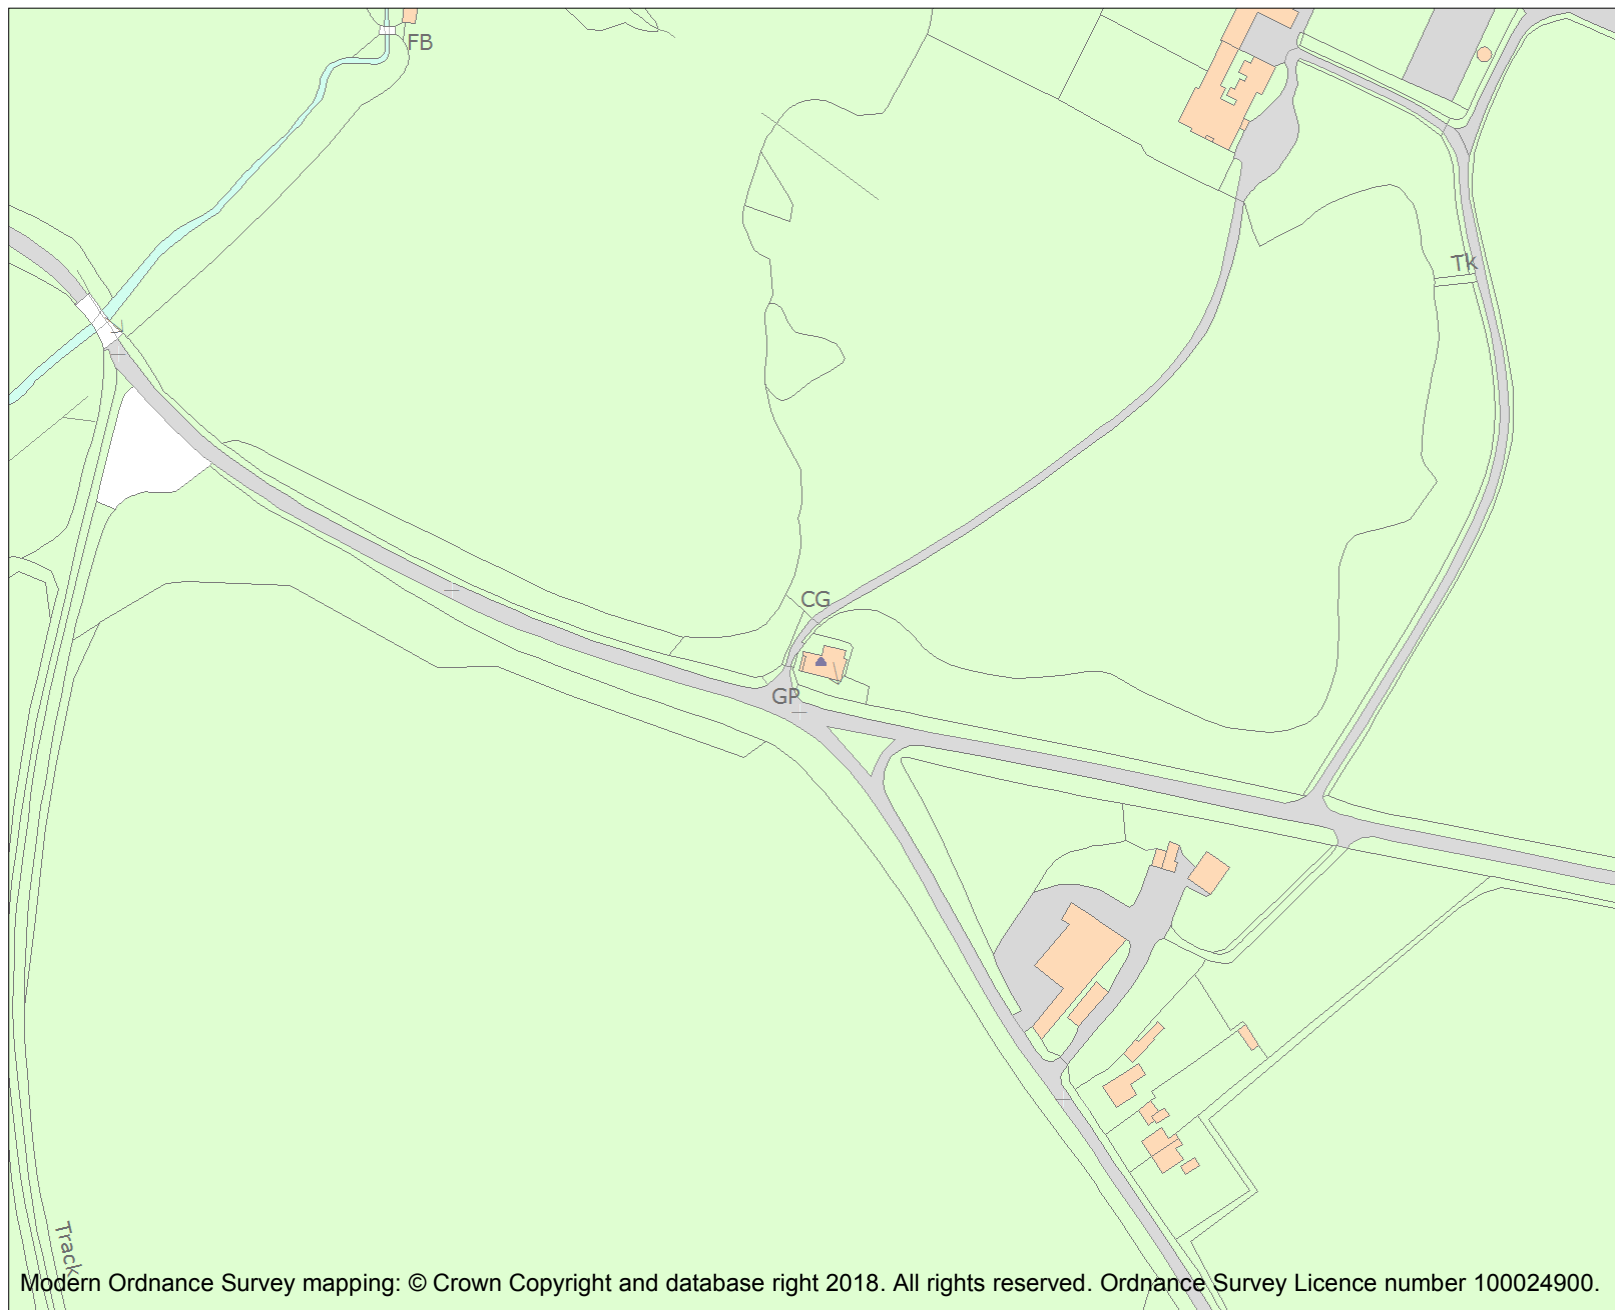 FB
Tk
CG
GP
Track
Modern Ordnance Survey mapping: © Crown Copyright and database right 2018. All rights reserved. Ordnance Survey Licence number 100024900.